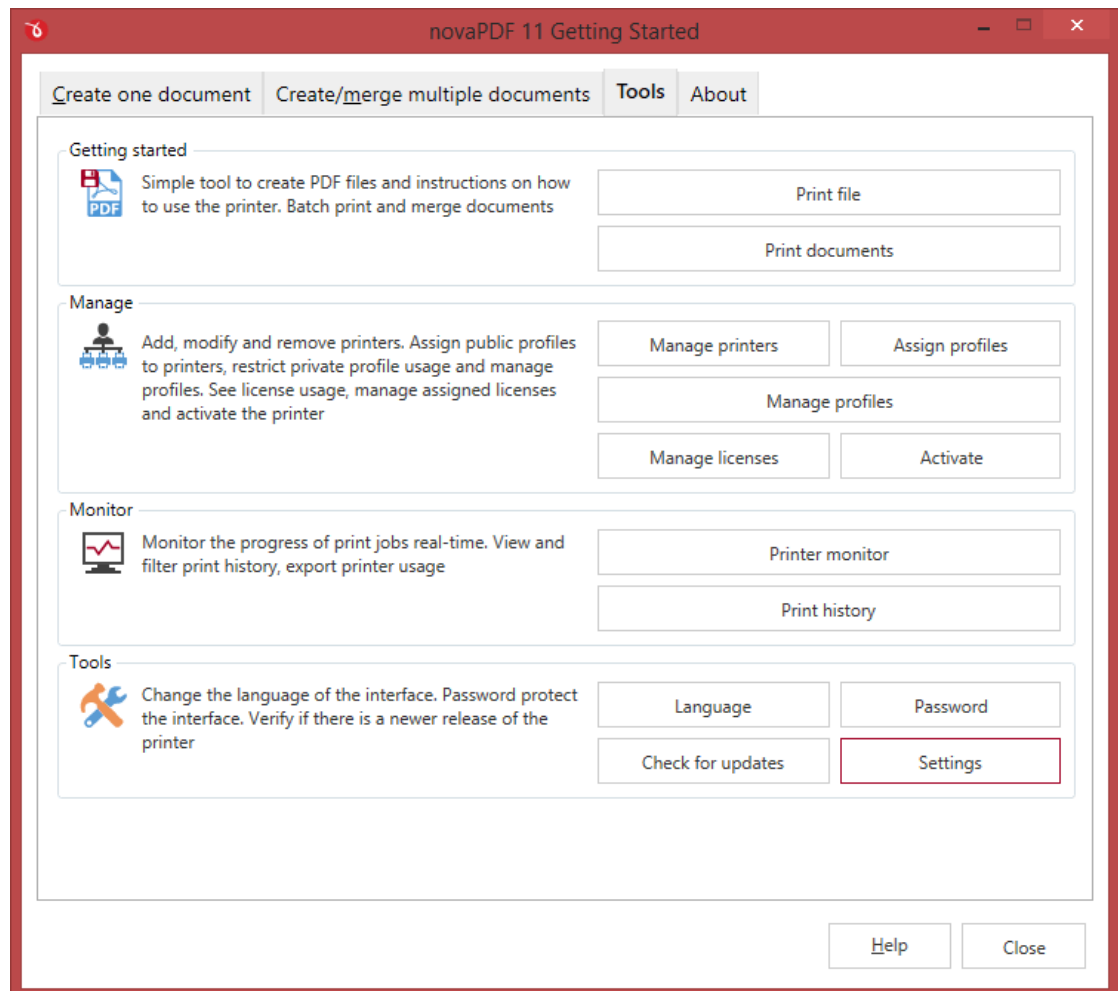 novaPDF 11 Getting Started
Create one document
Create/merge multiple documents
Tools
About
Getting started
PDF
Simple tool to create PDF files and instructions on how
to use the printer. Batch print and merge documents
Print file
Print documents
Manage
Add, modify and remove printers. Assign public profiles
to printers, restrict private profile usage and manage
profiles. See license usage, manage assigned licenses
and activate the printer
Manage printers
Assign profiles
Manage profiles
Manage licenses
Activate
Monitor
Monitor the progress of print jobs real-time. View and
filter print history, export printer usage
Printer monitor
Print history
Tools
Change the language of the interface. Password protect
the interface. Verify if there is a newer release of the
printer
Language
Password
Check for updates
Settings
Help
Close